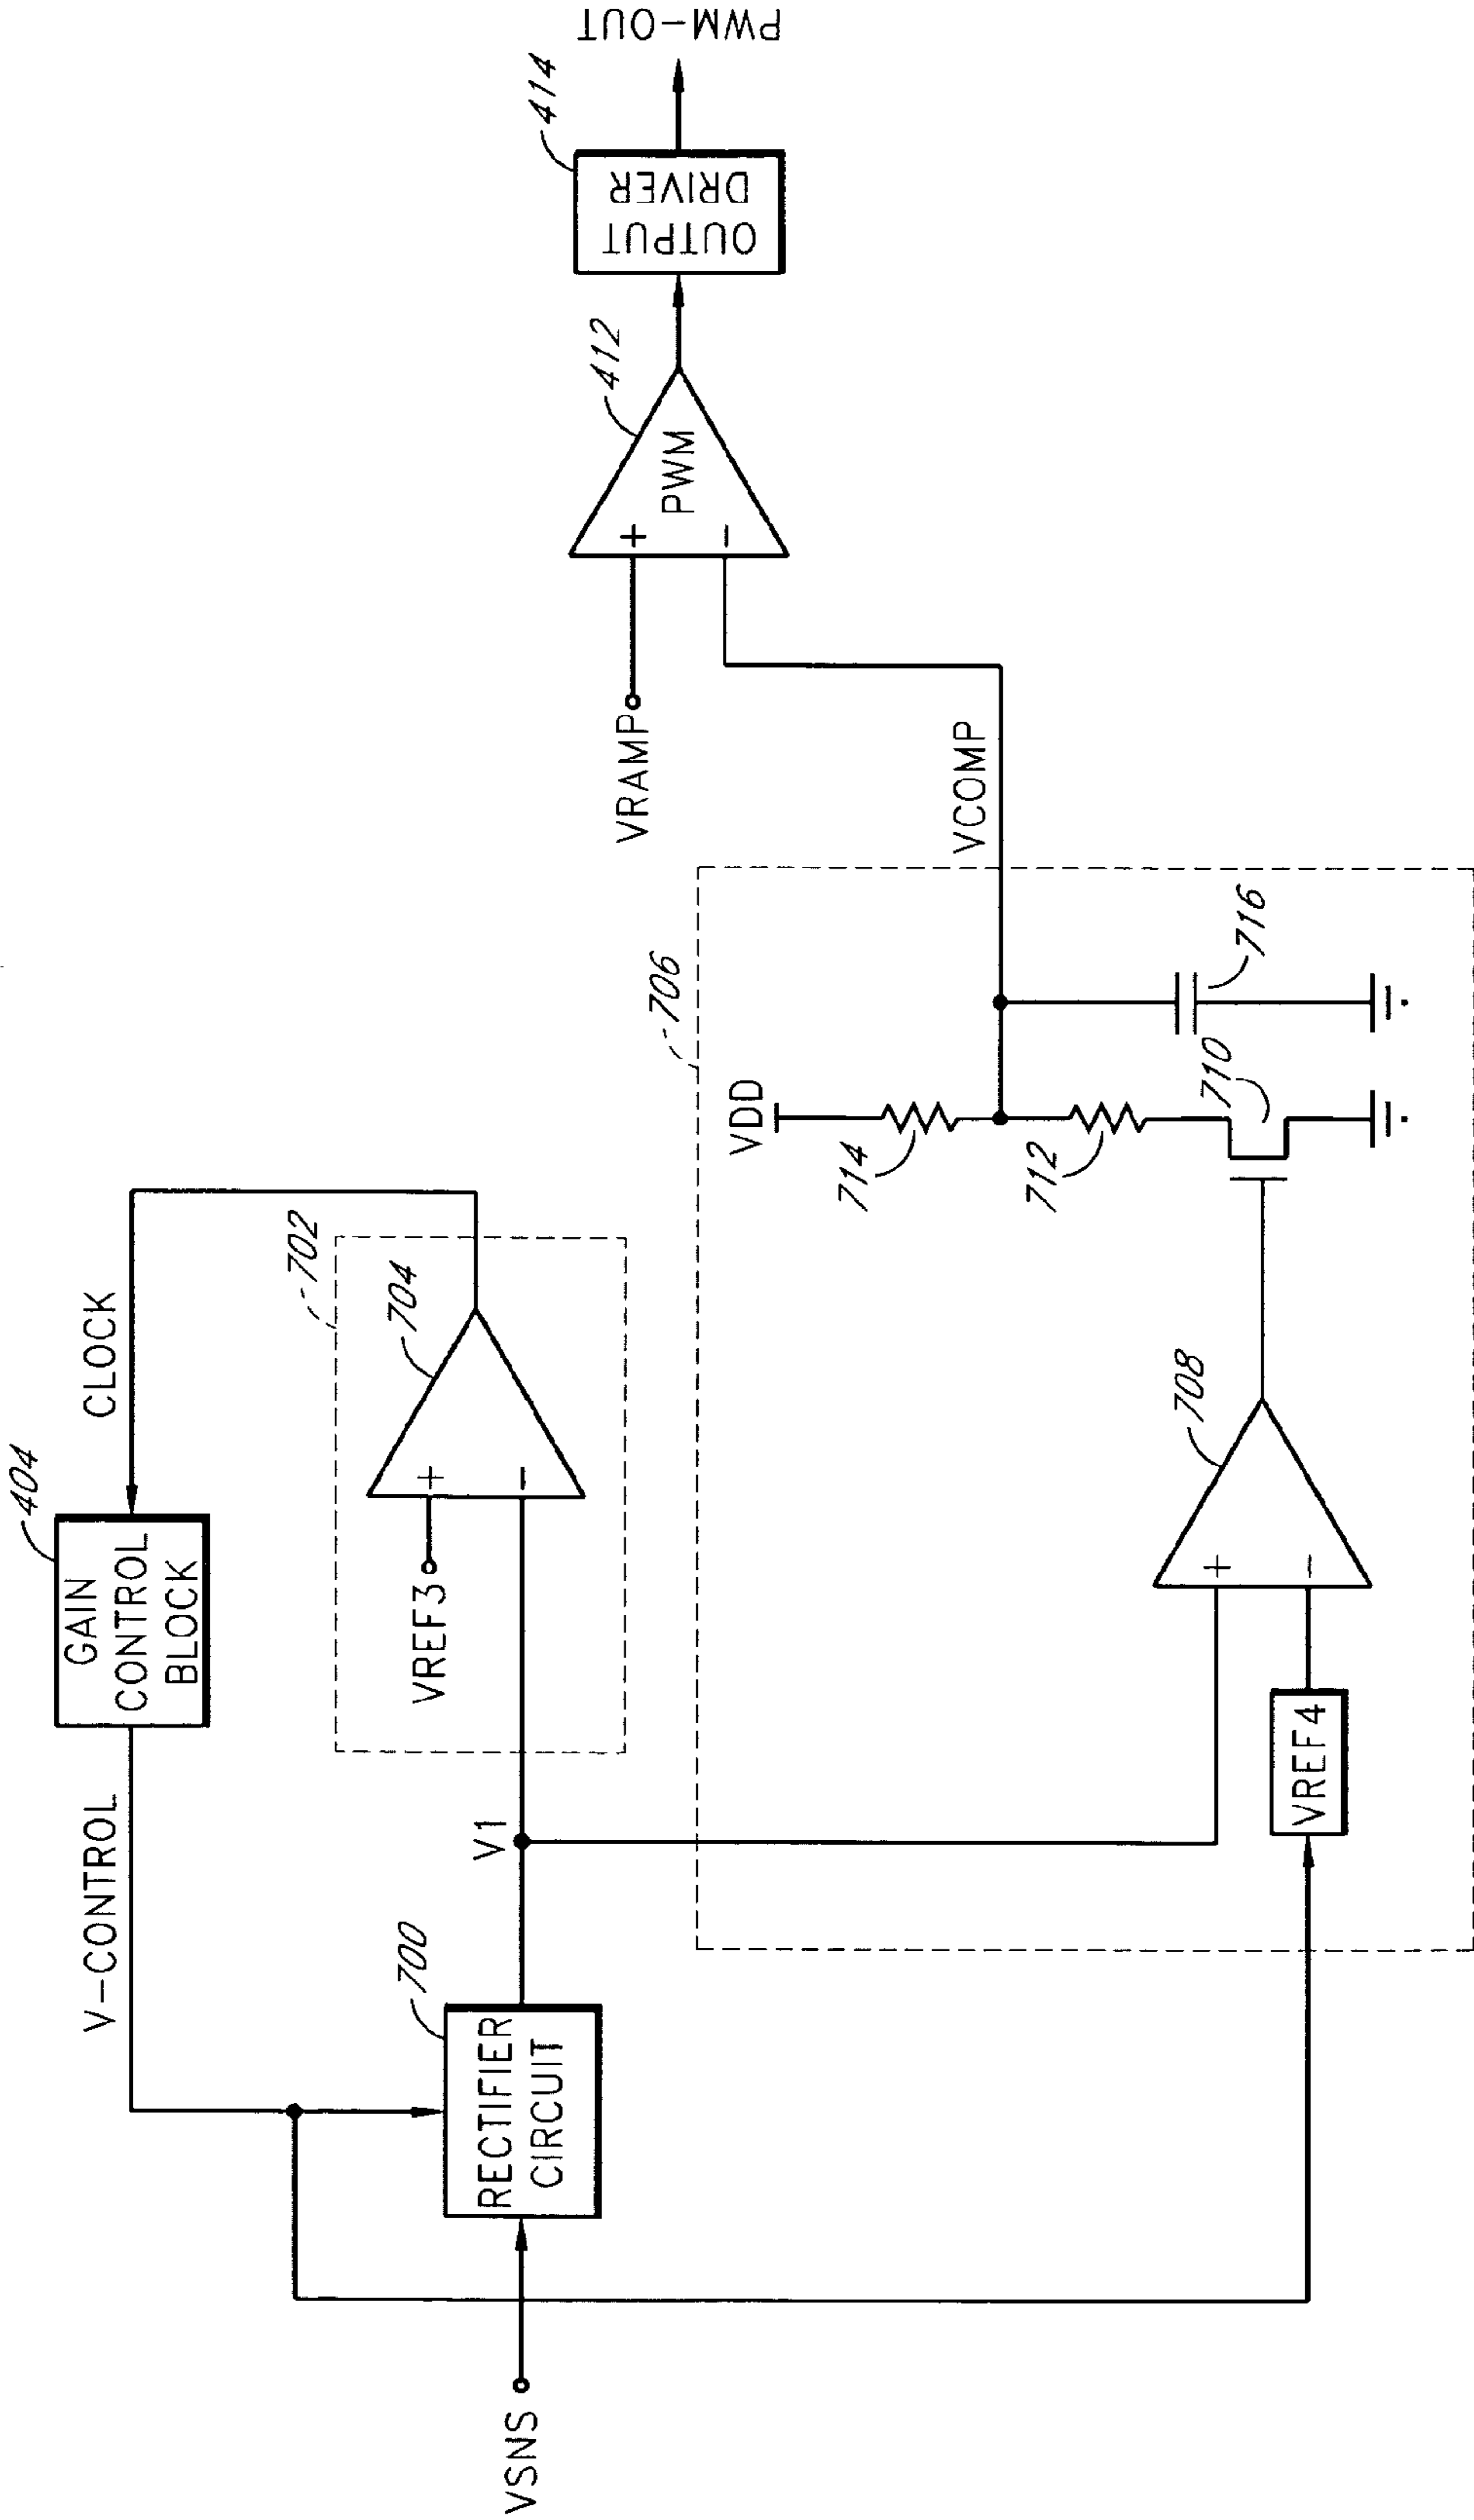 404
GAIN
CONTROL
BLOCK
CLOCK
V-CONTROL
702
704
VREF3
+
−
V1
700
RECTIFIER
CIRCUIT
VSNS
706
VDD
714
712
710
716
VCOMP
708
+
−
VREF4
VRAMP
+
−
PWM
412
OUTPUT
DRIVER
414
PWM-OUT